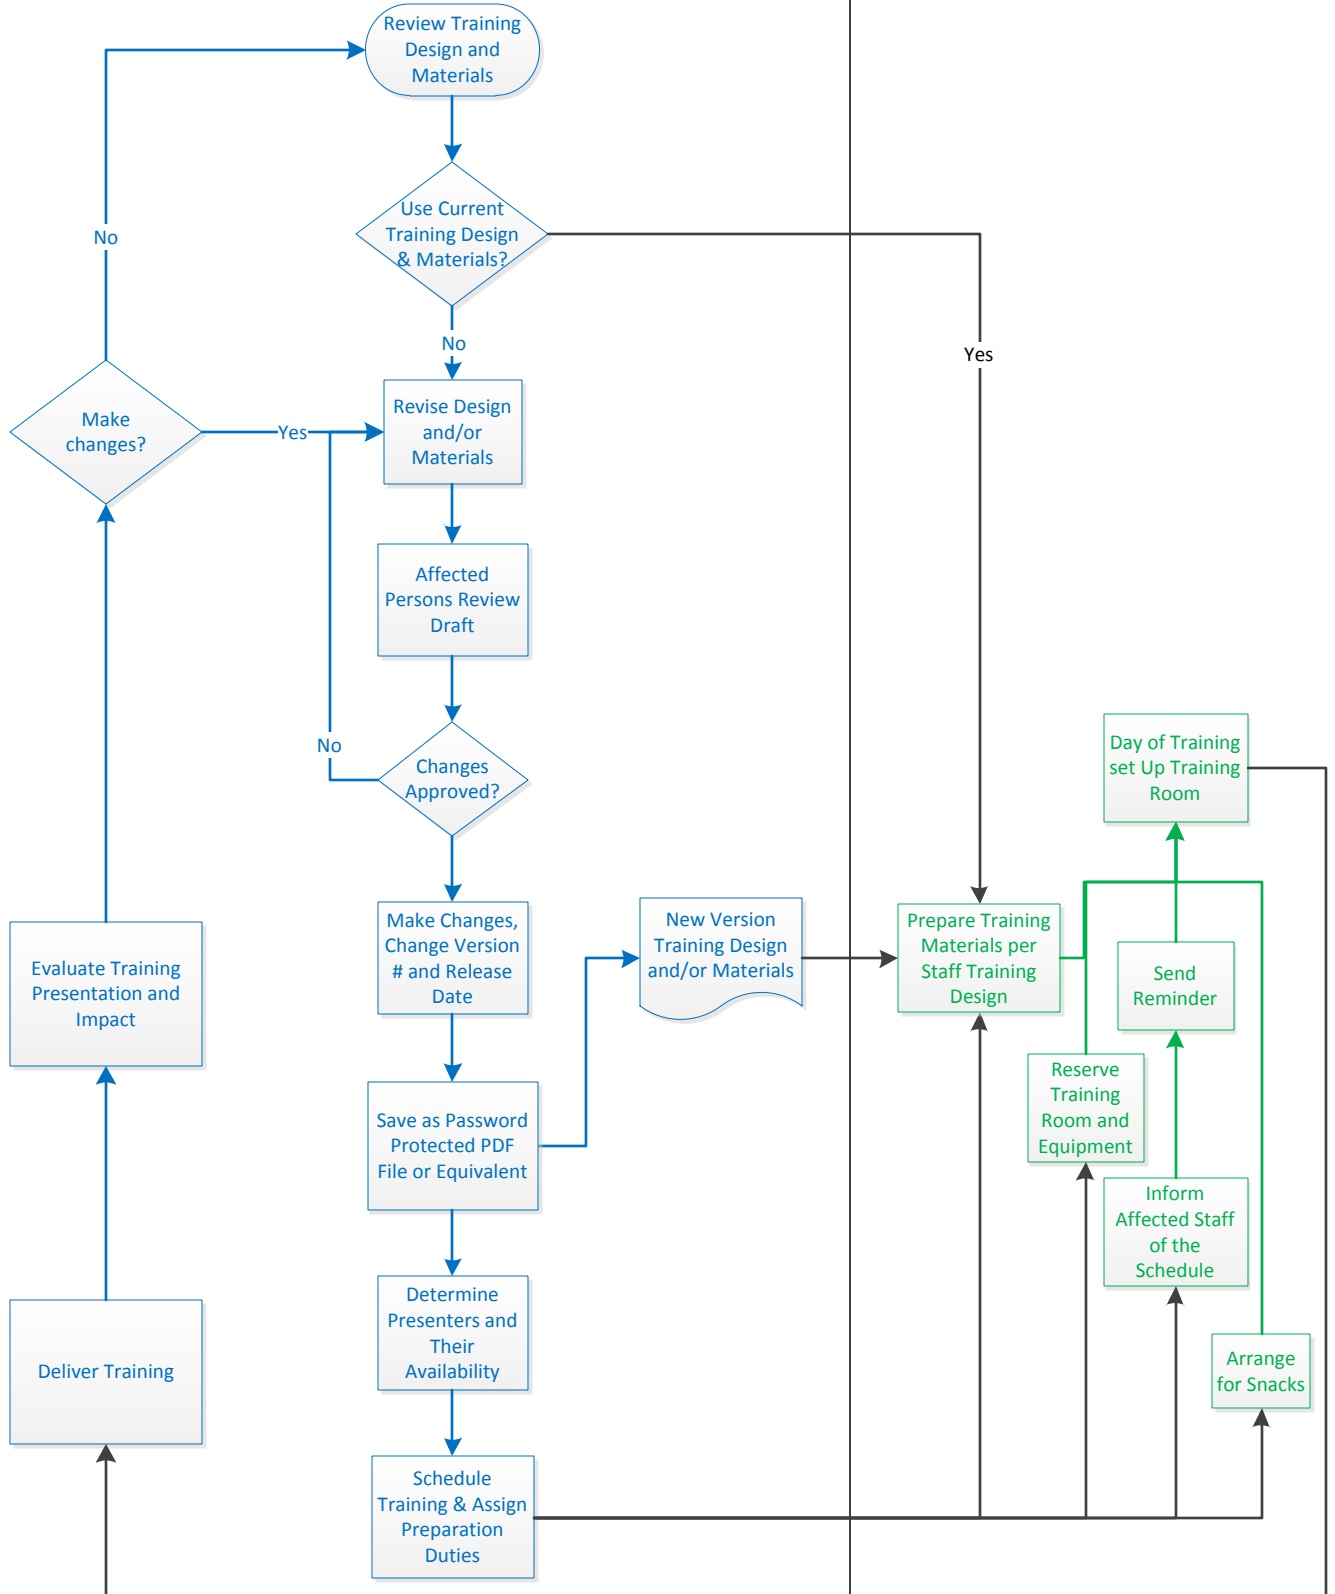 Review Training
Design and
Materials
Use Current
Training Design
& Materials?
No
No
Yes
Make
changes?
Yes
Revise Design
and/or
Materials
Affected
Persons Review
Draft
No
Changes
Approved?
Day of Training
set Up Training
Room
Make Changes,
Change Version
# and Release
Date
New Version
Training Design
and/or Materials
Prepare Training
Materials per
Staff Training
Design
Evaluate Training
Presentation and
Impact
Send
Reminder
Reserve
Training
Room and
Equipment
Save as Password
Protected PDF
File or Equivalent
Inform
Affected Staff
of the
Schedule
Determine
Presenters and
Their
Availability
Deliver Training
Arrange
for Snacks
Schedule
Training & Assign
Preparation
Duties